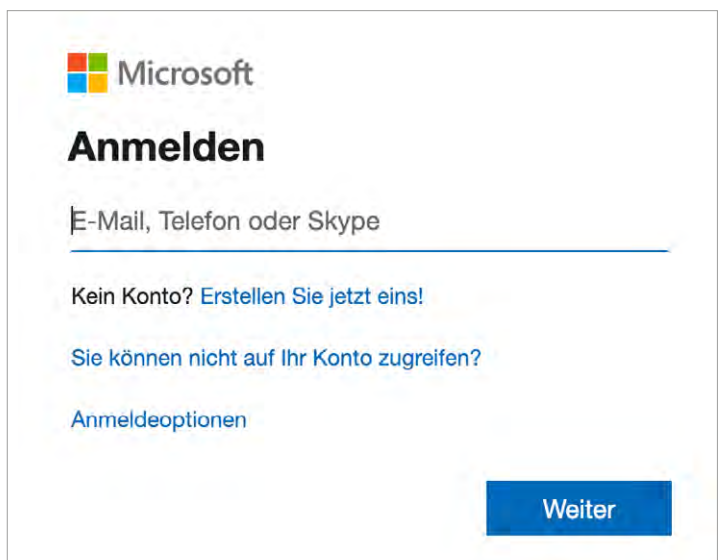 Microsoft
Anmelden
E-Mail, Telefon oder Skype
Kein Konto? Erstellen Sie jetzt eins!
Sie können nicht auf Ihr Konto zugreifen?
Anmeldeoptionen
Weiter